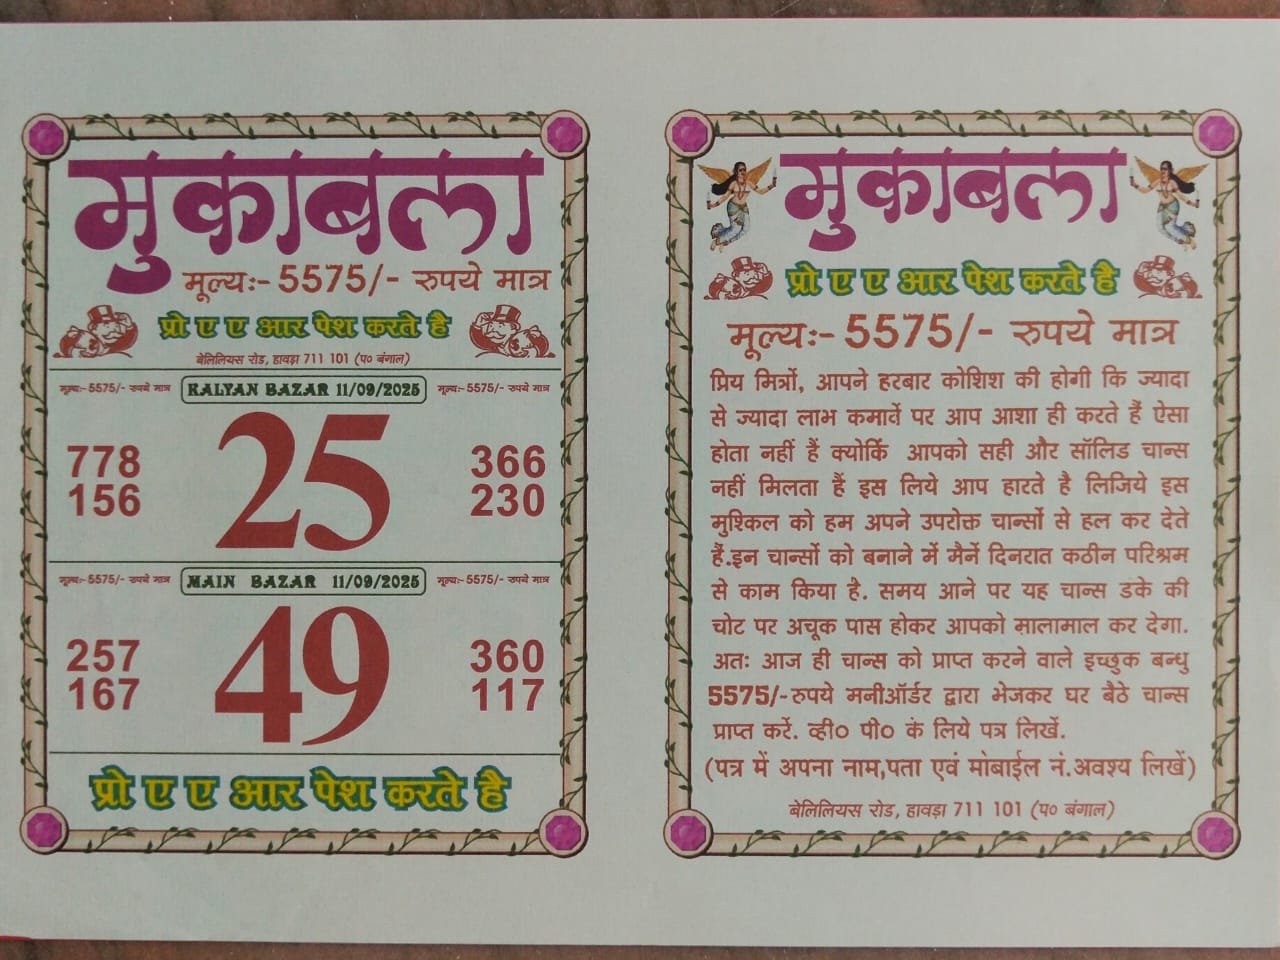 मुकाबला
मूल्यः- 5575/- रुपये मात्र
प्रो ए ए आर पेश करते है
बेलिलियस रोड, हावड़ा 711 101 (प० बंगाल)
मूल्यः- 5575/- रुपये मात्र KALYAN BAZAR 11/09/2025 मूल्यः- 5575/- रुपये मात्र
25
778 366
156 230
मूल्यः- 5575/- रुपये मात्र MAIN BAZAR 11/09/2025 मूल्यः- 5575/- रुपये मात्र
49
257 360
167 117
प्रो ए ए आर पेश करते है
मुकाबला
प्रो ए ए आर पेश करते है
मूल्यः- 5575/- रुपये मात्र
प्रिय मित्रों, आपने हरबार कोशिश की होगी कि ज्यादा
से ज्यादा लाभ कमावें पर आप आशा ही करते हैं ऐसा
होता नहीं हैं क्योंकि आपको सही और सॉलिड चान्स
नहीं मिलता हैं इस लिये आप हारते है लिजिये इस
मुश्किल को हम अपने उपरोक्त चान्सों से हल कर देते
हैं.इन चान्सों को बनाने में मैनें दिनरात कठीन परिश्रम
से काम किया है. समय आने पर यह चान्स डंके की
चोट पर अचूक पास होकर आपको मालामाल कर देगा.
अतः आज ही चान्स को प्राप्त करने वाले इच्छुक बन्धु
5575/-रुपये मनीऑर्डर द्वारा भेजकर घर बैठे चान्स
प्राप्त करें. व्ही० पी० के लिये पत्र लिखें.
(पत्र में अपना नाम,पता एवं मोबाईल नं.अवश्य लिखें)
बेलिलियस रोड, हावड़ा 711 101 (प० बंगाल)